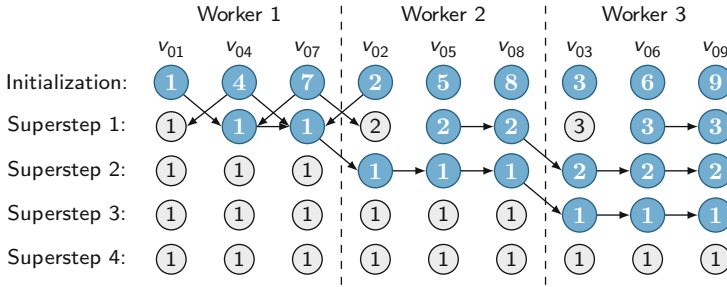 Worker 1 Worker 2 Worker 3
v01 v04 v07 v02 v05 v08 v03 v06 v09
Initialization: 1 4 7 2 5 8 3 6 9
Superstep 1: 1 1 1 2 2 2 3 3 3
Superstep 2: 1 1 1 1 1 1 2 2 2
Superstep 3: 1 1 1 1 1 1 1 1 1
Superstep 4: 1 1 1 1 1 1 1 1 1